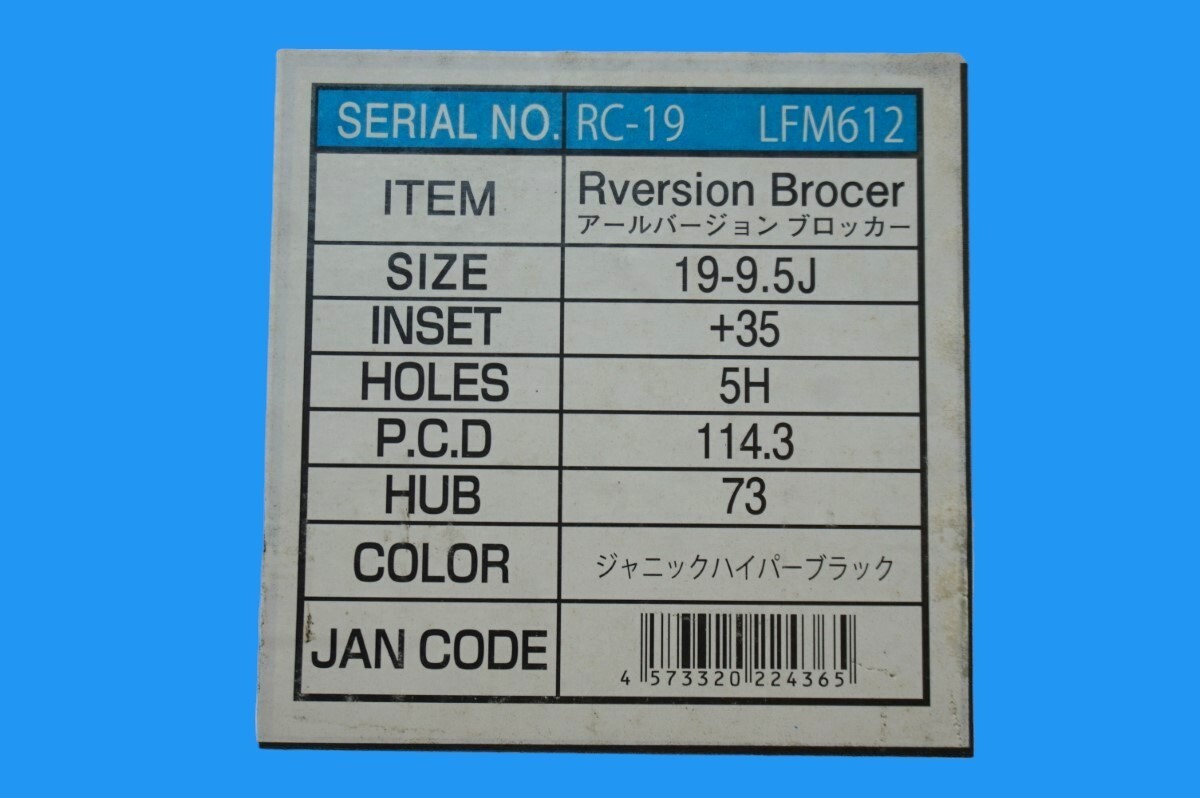 SERIAL NO. RC-19 LFM612
ITEM Rversion Brocer
アールバージョン ブロッカー
SIZE 19-9.5J
INSET +35
HOLES 5H
P.C.D 114.3
HUB 73
COLOR ジャニックハイパーブラック
JAN CODE
4 573320 224365